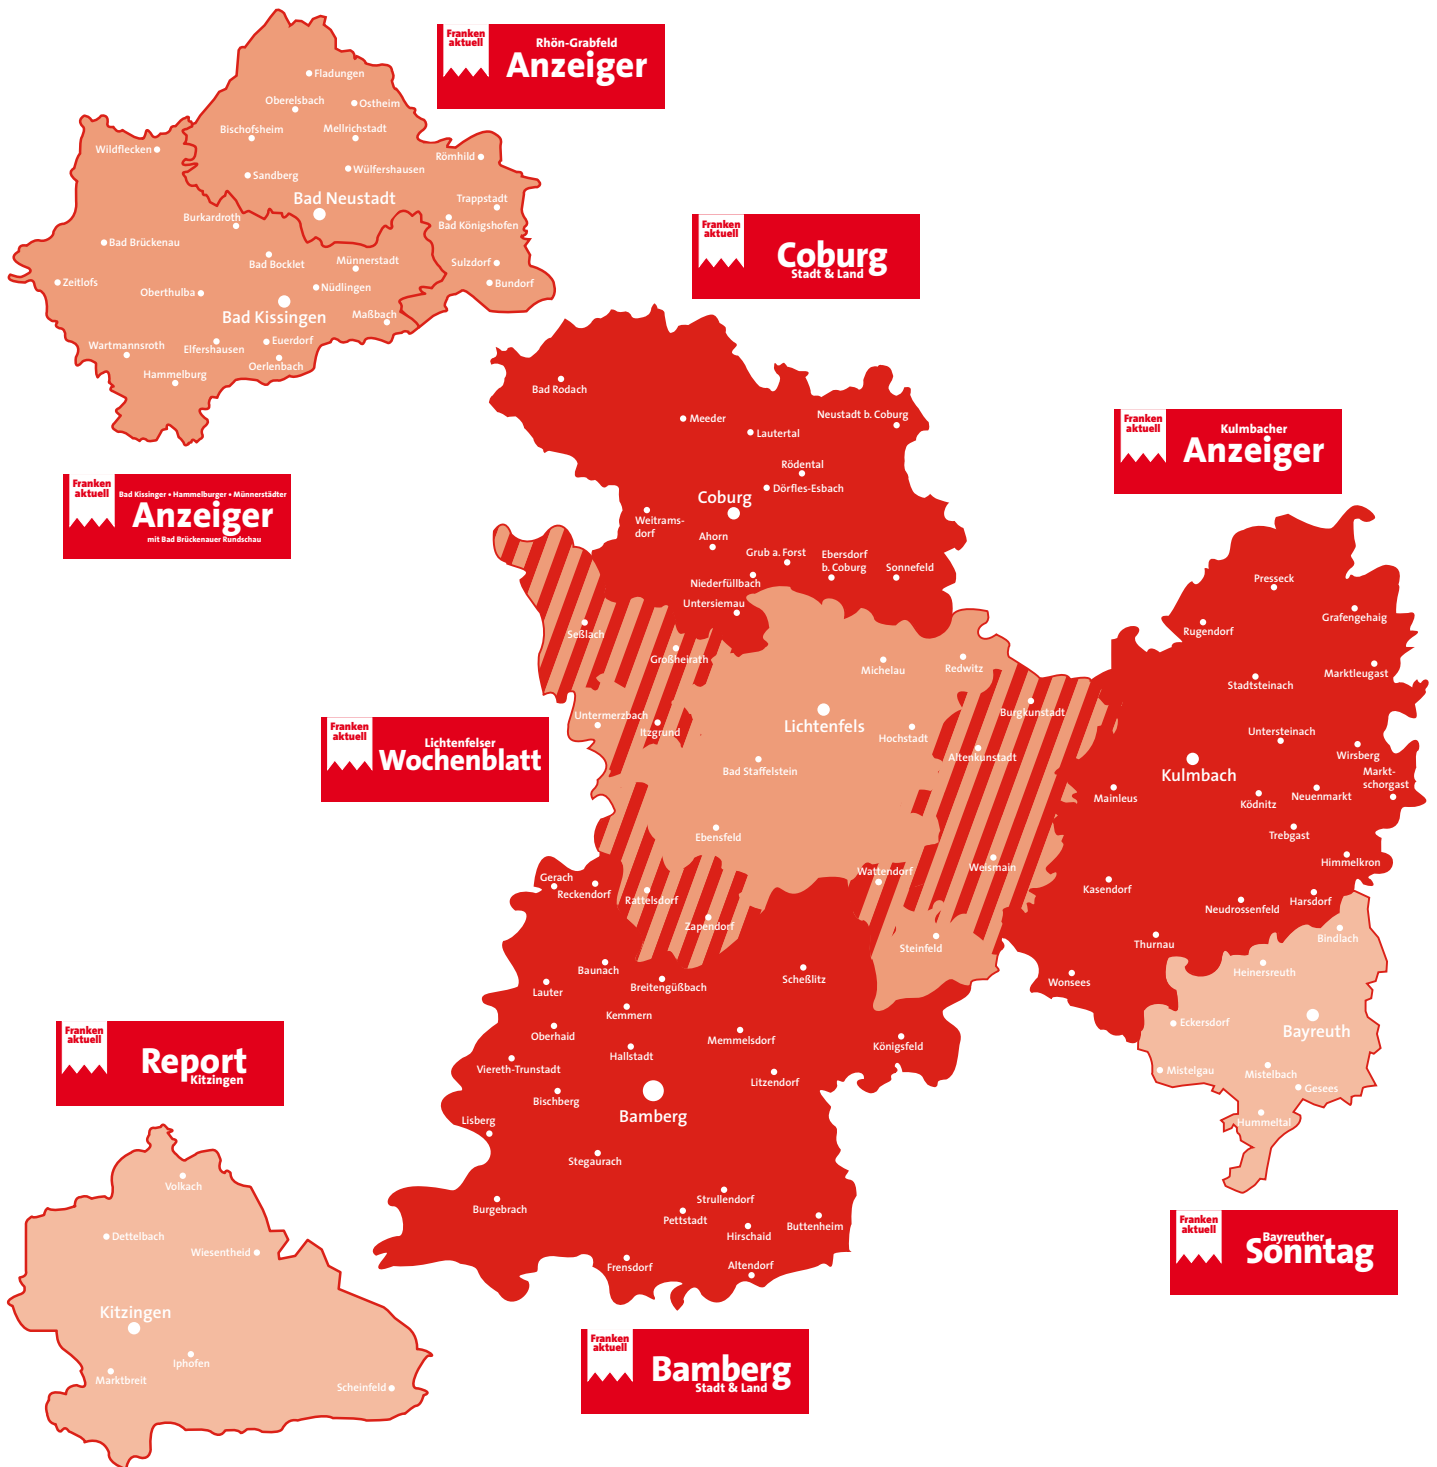 Franken
aktuell
Rhön-Grabfeld
Anzeiger
Fladungen
Oberelsbach
Ostheim
Bischofsheim
Mellrichstadt
Wildflecken
Römhild
Sandberg
Wülfershausen
Bad Neustadt
Trappstadt
Burkardroth
Bad Königshofen
Bad Brückenau
Bad Bocklet
Münnerstadt
Sulzdorf
Zeitlofs
Oberthulba
Nüdlingen
Bundorf
Bad Kissingen
Maßbach
Wartmannsroth
Elfershausen
Euerdorf
Hammelburg
Oerlenbach
Franken
aktuell
Bad Kissinger • Hammelburger • Münnerstädter
Anzeiger
mit Bad Brückenauer Rundschau
Franken
aktuell
Coburg
Stadt & Land
Bad Rodach
Meeder
Lautertal
Neustadt b. Coburg
Rödental
Dörfles-Esbach
Coburg
Weitrams-
dorf
Ahorn
Grub a. Forst
Ebersdorf
b. Coburg
Sonnefeld
Niederfüllbach
Untersiemau
Seßlach
Großheirath
Michelau
Redwitz
Untermerzbach
Itzgrund
Lichtenfels
Hochstadt
Burgkunstadt
Altenkunstadt
Bad Staffelstein
Ebensfeld
Wattendorf
Weismain
Franken
aktuell
Lichtenfelser
Wochenblatt
Franken
aktuell
Kulmbacher
Anzeiger
Presseck
Grafengehaig
Rugendorf
Marktleugast
Stadtsteinach
Untersteinach
Wirsberg
Kulmbach
Markt-
schorgast
Mainleus
Ködnitz
Neuenmarkt
Trebgast
Himmelkron
Kasendorf
Neudrossenfeld
Harsdorf
Thurnau
Wonsees
Bindlach
Heinersreuth
Eckersdorf
Bayreuth
Mistelgau
Mistelbach
Gesees
Hummeltal
Franken
aktuell
Bayreuther
Sonntag
Gerach
Reckendorf
Rattelsdorf
Zapendorf
Steinfeld
Baunach
Breitengüßbach
Scheßlitz
Lauter
Kemmern
Oberhaid
Memmelsdorf
Königsfeld
Hallstadt
Viereth-Trunstadt
Litzendorf
Bischberg
Bamberg
Lisberg
Stegaurach
Strullendorf
Burgebrach
Pettstadt
Hirschaid
Buttenheim
Frensdorf
Altendorf
Franken
aktuell
Bamberg
Stadt & Land
Franken
aktuell
Report
Kitzingen
Volkach
Dettelbach
Wiesentheid
Kitzingen
Iphofen
Marktbreit
Scheinfeld